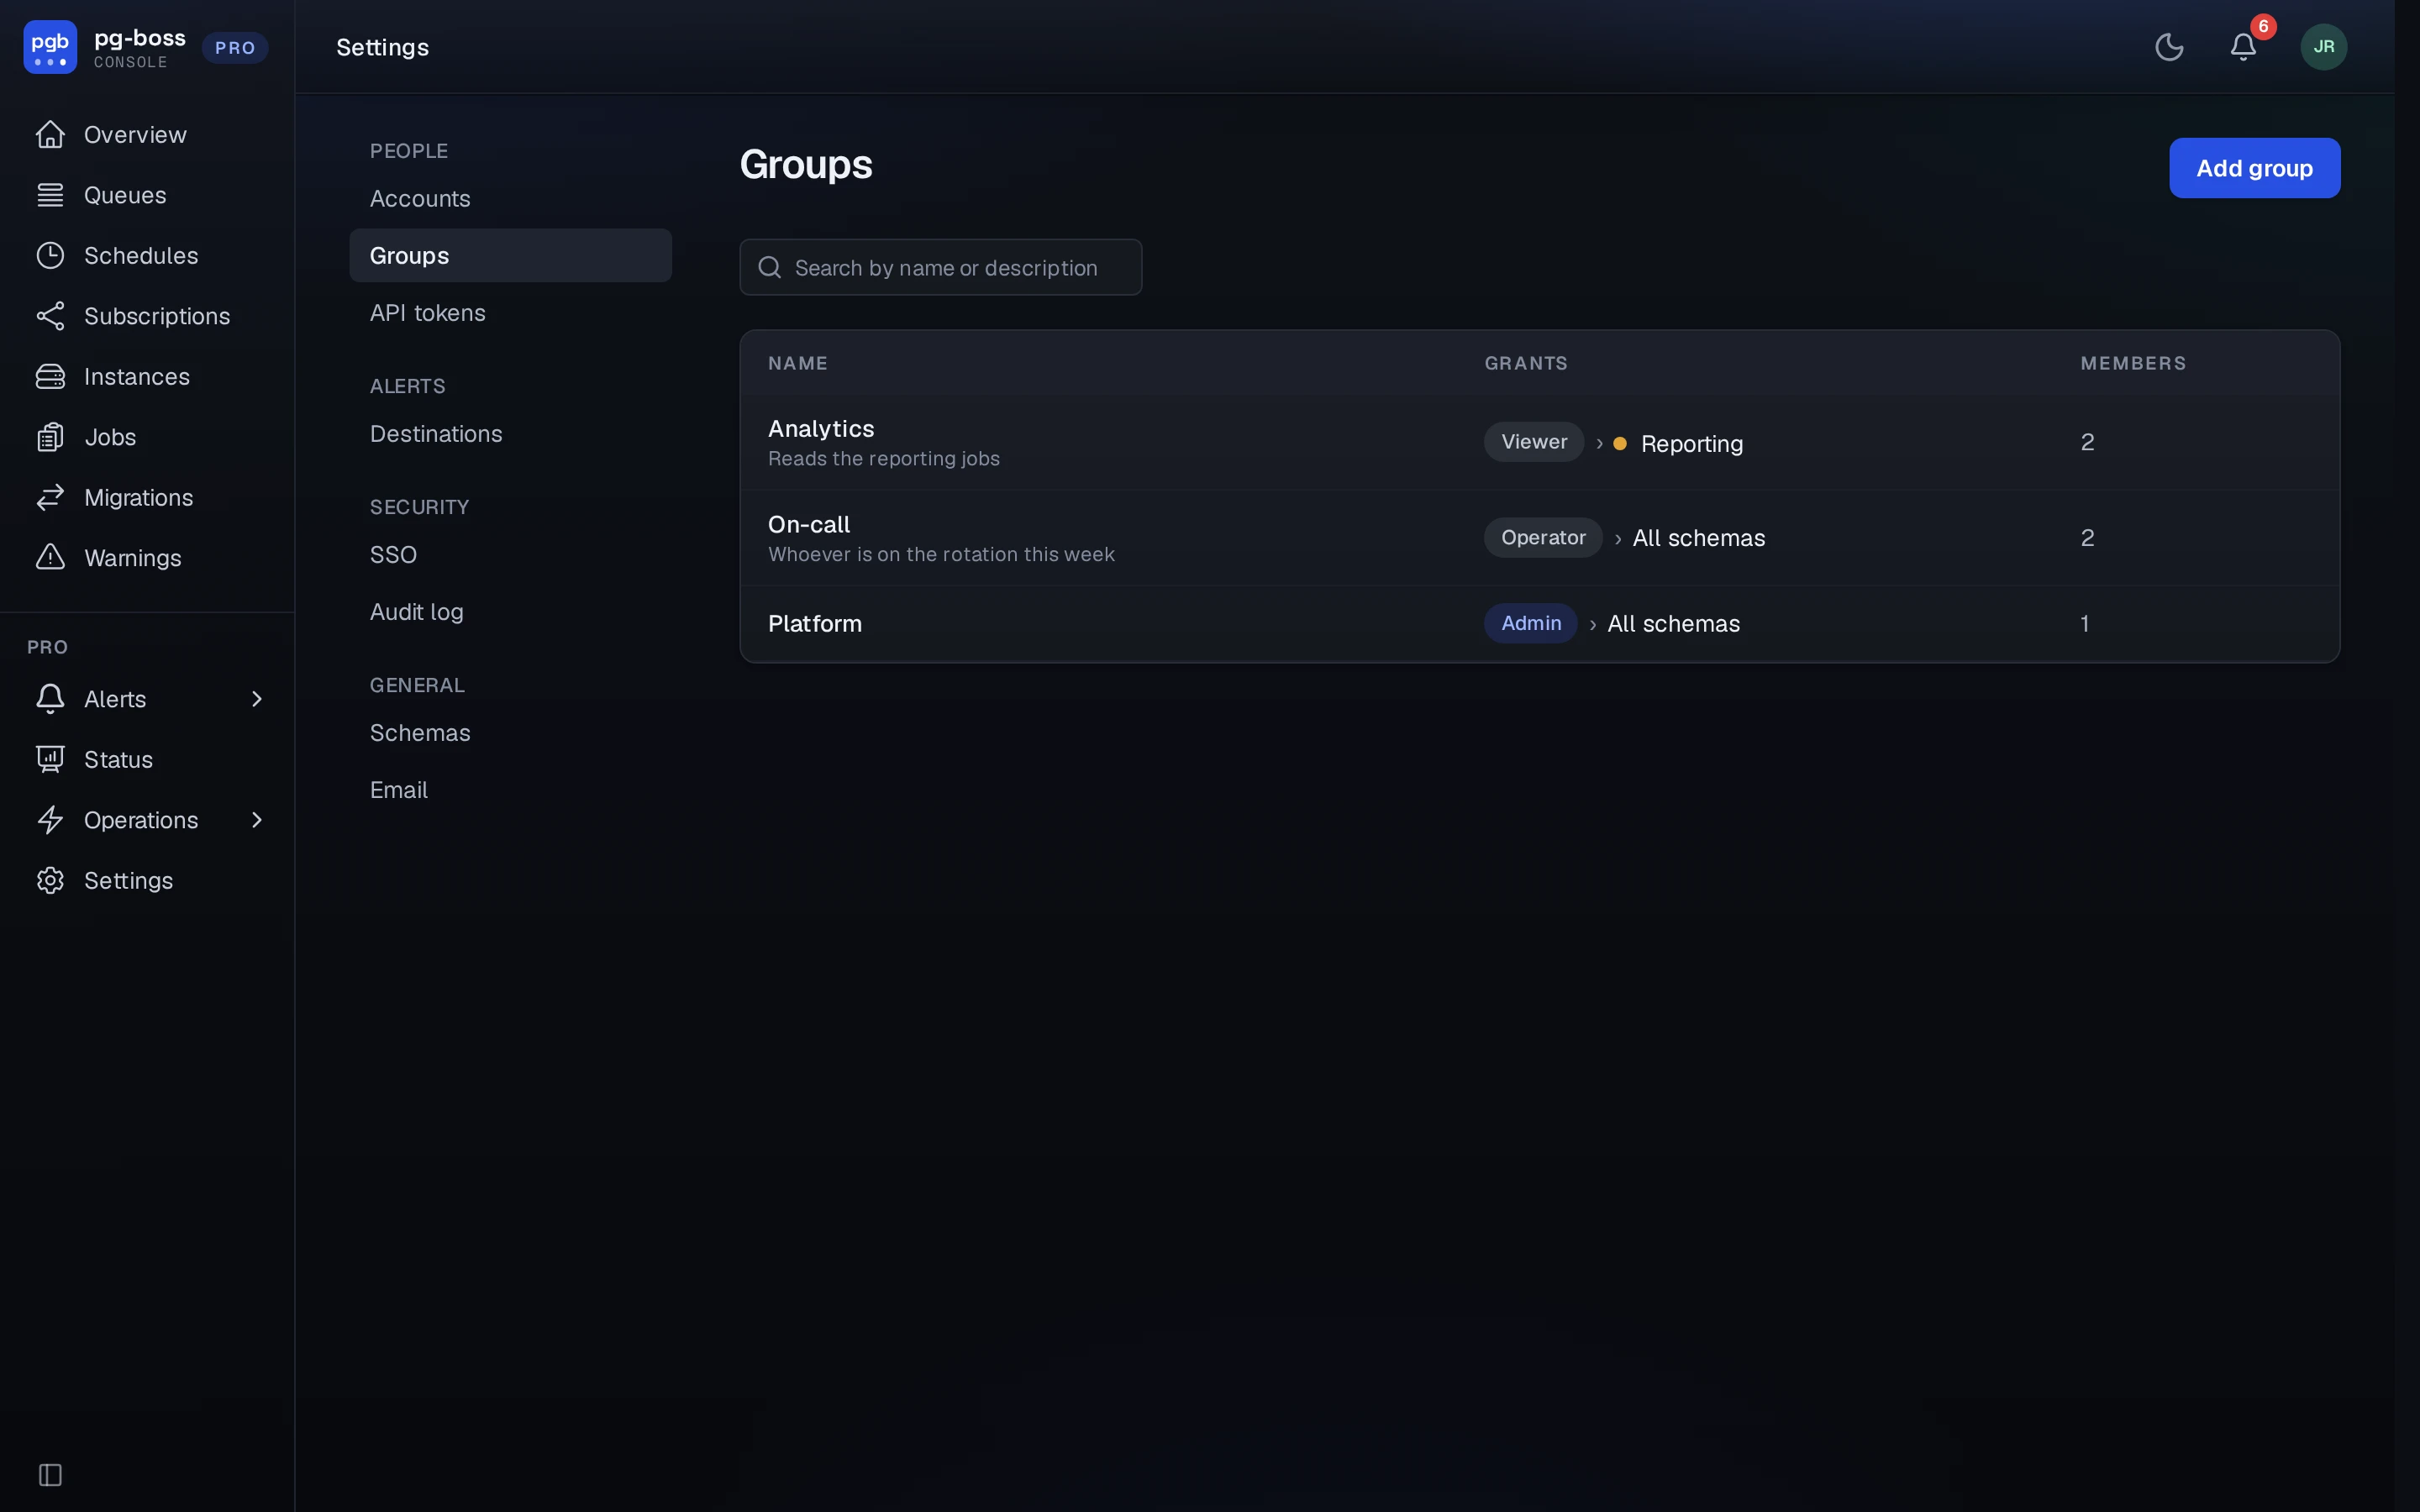 pgb
pg-boss
CONSOLE
PRO
Settings
6
JR
Overview
Queues
Schedules
Subscriptions
Instances
Jobs
Migrations
Warnings
PRO
Alerts
Status
Operations
Settings
PEOPLE
Accounts
Groups
API tokens
ALERTS
Destinations
SECURITY
SSO
Audit log
GENERAL
Schemas
Email
Groups
Add group
Search by name or description
NAME GRANTS MEMBERS
Analytics
Reads the reporting jobs
Viewer › Reporting
2
On-call
Whoever is on the rotation this week
Operator › All schemas
2
Platform
Admin › All schemas
1